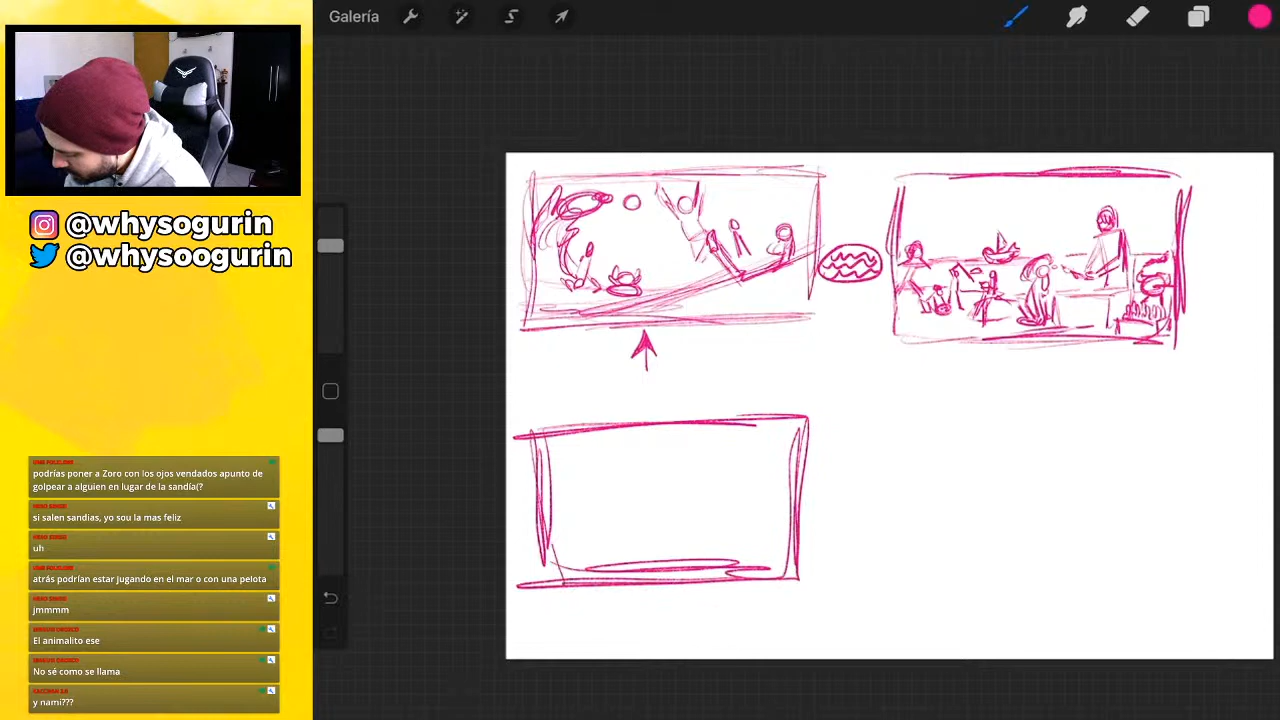 Galería
@whysogurin
@whysoogurin
podrías poner a Zoro con los ojos vendados apunto de
golpear a alguien en lugar de la sandía(?
si salen sandias, yo sou la mas feliz
uh
atrás podrían estar jugando en el mar o con una pelota
jmmmm
El animalito ese
No sé como se llama
y nami???